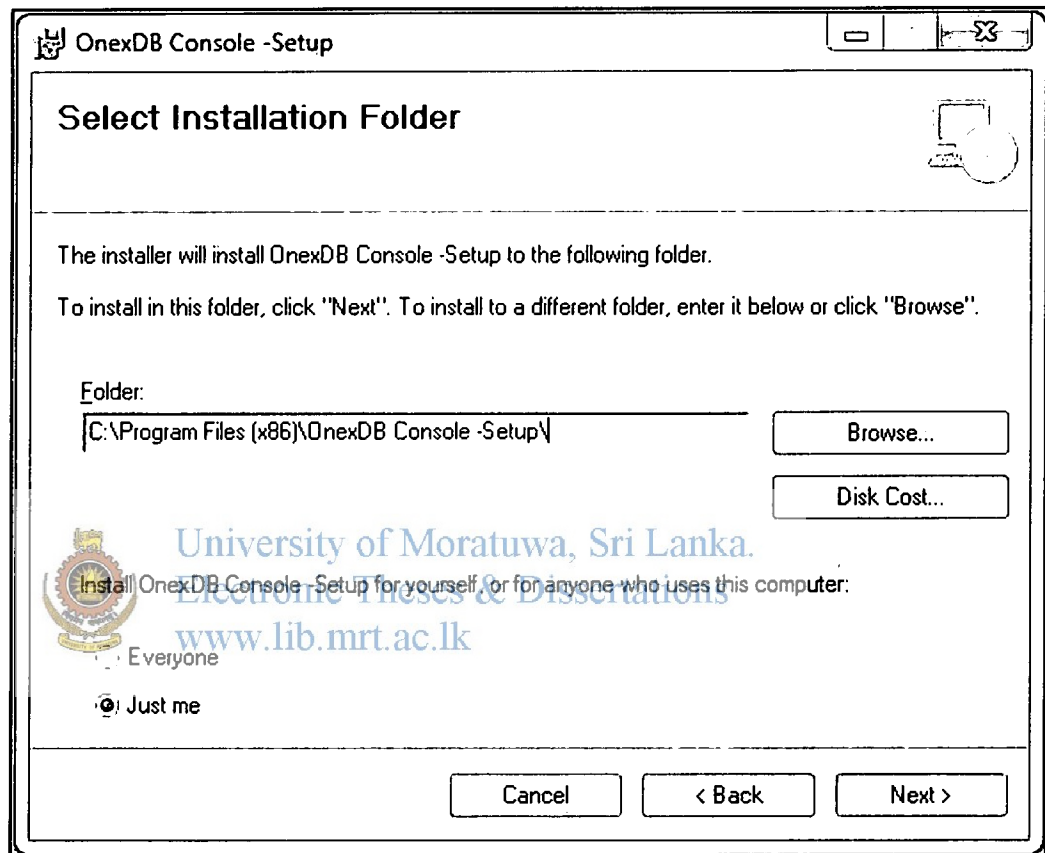 OnexDB Console -Setup
Select Installation Folder
The installer will install OnexDB Console -Setup to the following folder.
To install in this folder, click "Next". To install to a different folder, enter it below or click "Browse".
Folder:
C:\Program Files (x86)\OnexDB Console -Setup\
Browse...
Disk Cost...
University of Moratuwa, Sri Lanka.
Install OnexDB Console -Setup for yourself, or for anyone who uses this computer:
Electronic Theses & Dissertations
www.lib.mrt.ac.lk
Everyone
Just me
Cancel
< Back
Next >